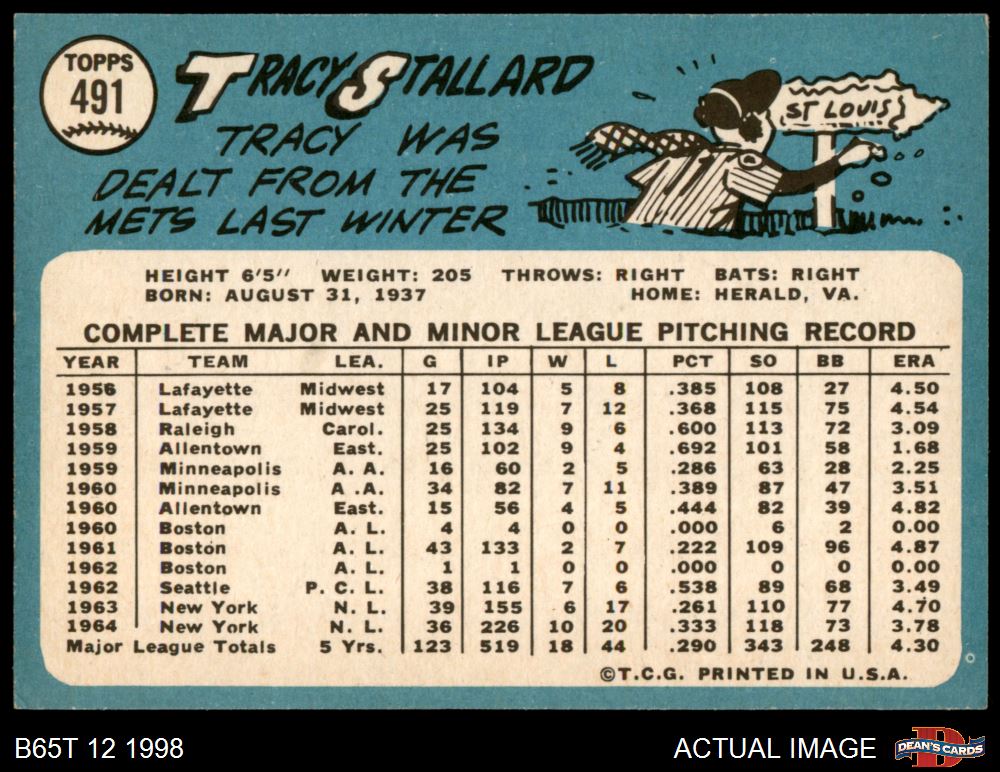 TOPPS
491
TRACY STALLARD
TRACY WAS
DEALT FROM THE
METS LAST WINTER
ST LOUIS
HEIGHT 6'5" WEIGHT: 205 THROWS: RIGHT BATS: RIGHT
BORN: AUGUST 31, 1937 HOME: HERALD, VA.
COMPLETE MAJOR AND MINOR LEAGUE PITCHING RECORD
YEAR TEAM LEA. G IP W L PCT SO BB ERA
1956 Lafayette Midwest 17 104 5 8 .385 108 27 4.50
1957 Lafayette Midwest 25 119 7 12 .368 115 75 4.54
1958 Raleigh Carol. 25 134 9 6 .600 113 72 3.09
1959 Allentown East. 25 102 9 4 .692 101 58 1.68
1959 Minneapolis A. A. 16 60 2 5 .286 63 28 2.25
1960 Minneapolis A .A. 34 82 7 11 .389 87 47 3.51
1960 Allentown East. 15 56 4 5 .444 82 39 4.82
1960 Boston A. L. 4 4 0 0 .000 6 2 0.00
1961 Boston A. L. 43 133 2 7 .222 109 96 4.87
1962 Boston A. L. 1 1 0 0 .000 0 0 0.00
1962 Seattle P. C. L. 38 116 7 6 .538 89 68 3.49
1963 New York N. L. 39 155 6 17 .261 110 77 4.70
1964 New York N. L. 36 226 10 20 .333 118 73 3.78
Major League Totals 5 Yrs. 123 519 18 44 .290 343 248 4.30
©T.C.G. PRINTED IN U.S.A.
B65T 12 1998
ACTUAL IMAGE
D
DEAN'S CARDS